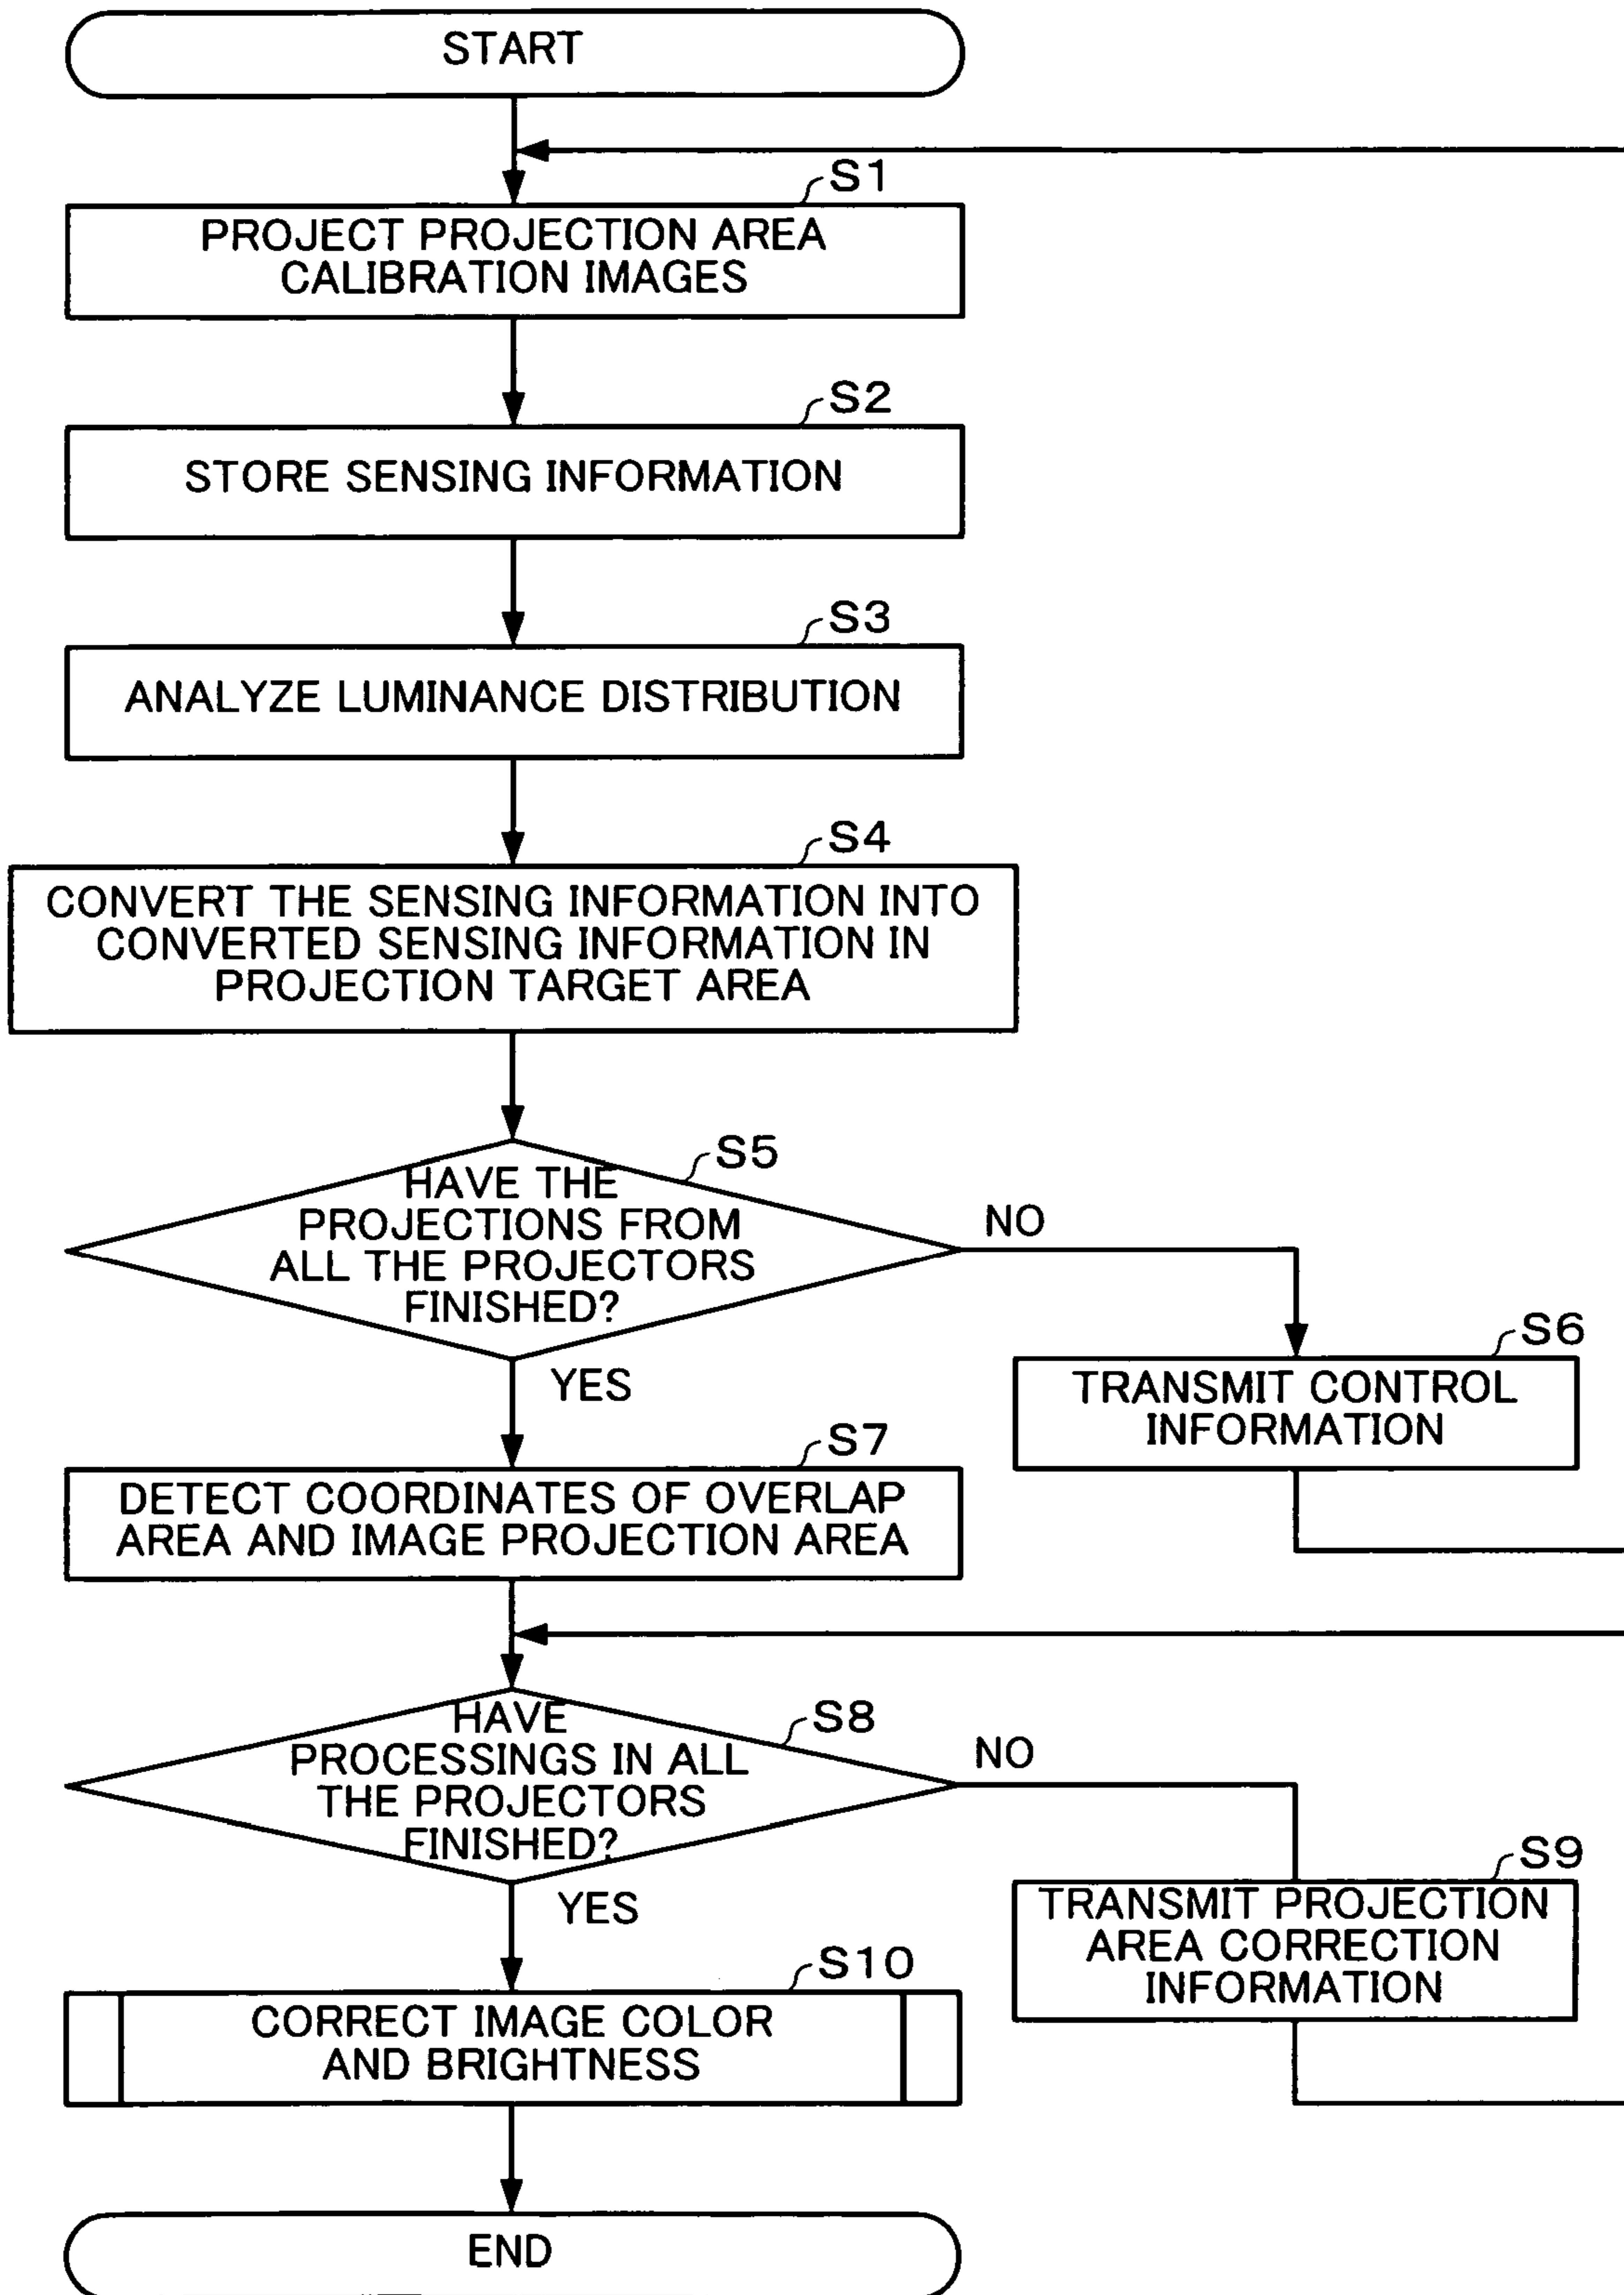 START
S1
PROJECT PROJECTION AREA
CALIBRATION IMAGES
S2
STORE SENSING INFORMATION
S3
ANALYZE LUMINANCE DISTRIBUTION
S4
CONVERT THE SENSING INFORMATION INTO
CONVERTED SENSING INFORMATION IN
PROJECTION TARGET AREA
S5
HAVE THE
PROJECTIONS FROM
ALL THE PROJECTORS
FINISHED?
NO
YES
S6
TRANSMIT CONTROL
INFORMATION
S7
DETECT COORDINATES OF OVERLAP
AREA AND IMAGE PROJECTION AREA
S8
HAVE
PROCESSINGS IN ALL
THE PROJECTORS
FINISHED?
NO
YES
S9
TRANSMIT PROJECTION
AREA CORRECTION
INFORMATION
S10
CORRECT IMAGE COLOR
AND BRIGHTNESS
END